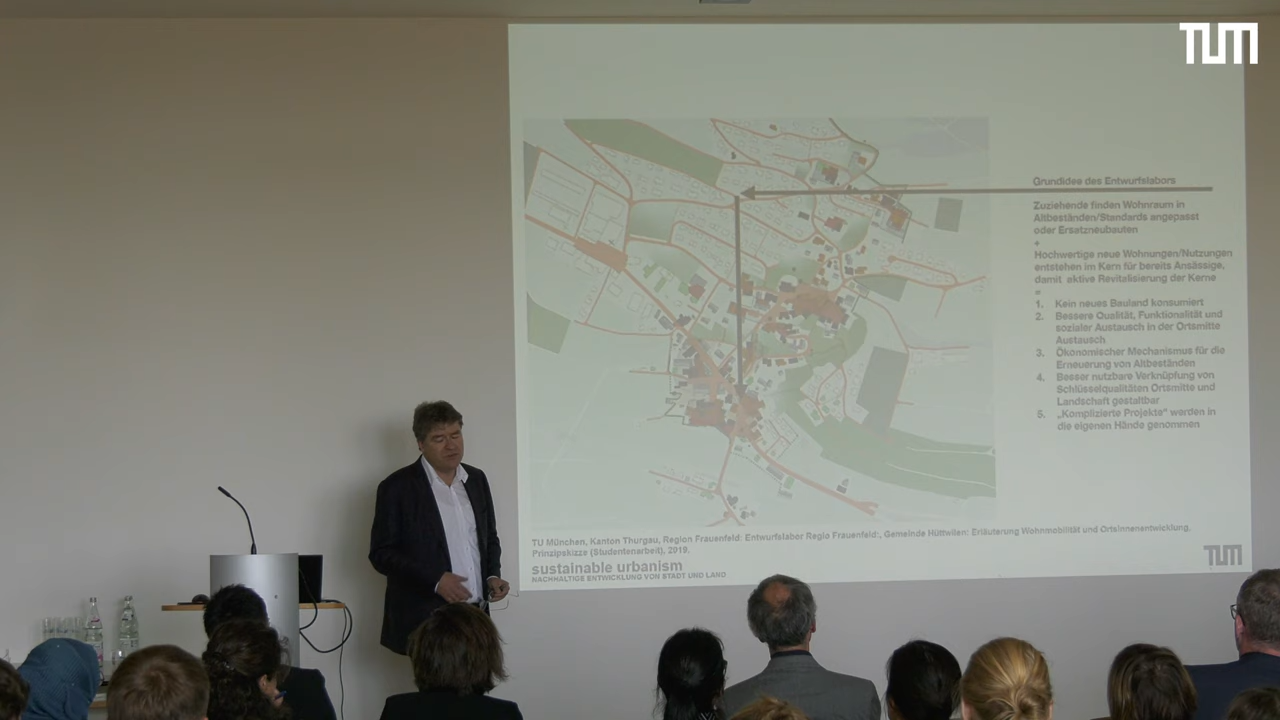 TUM
Grundidee des Entwurfslabors
Zuziehende finden Wohnraum in
Altbeständen/Standards angepasst
oder Ersatzneubauten
+
Hochwertige neue Wohnungen/Nutzungen
entstehen im Kern für bereits Ansässige,
damit aktive Revitalisierung der Kerne
=
1. Kein neues Bauland konsumiert
2. Bessere Qualität, Funktionalität und
sozialer Austausch in der Ortsmitte
Austausch
3. Ökonomischer Mechanismus für die
Erneuerung von Altbeständen
4. Besser nutzbare Verknüpfung von
Schlüsselqualitäten Ortsmitte und
Landschaft gestaltbar
5. „Komplizierte Projekte" werden in
die eigenen Hände genommen
TU München, Kanton Thurgau, Region Frauenfeld: Entwurfslabor Regio Frauenfeld:, Gemeinde Hüttwilen: Erläuterung Wohnmobilität und Ortsinnenentwicklung,
Prinzipskizze (Studentenarbeit), 2019.
sustainable urbanism
NACHHALTIGE ENTWICKLUNG VON STADT UND LAND
TUM